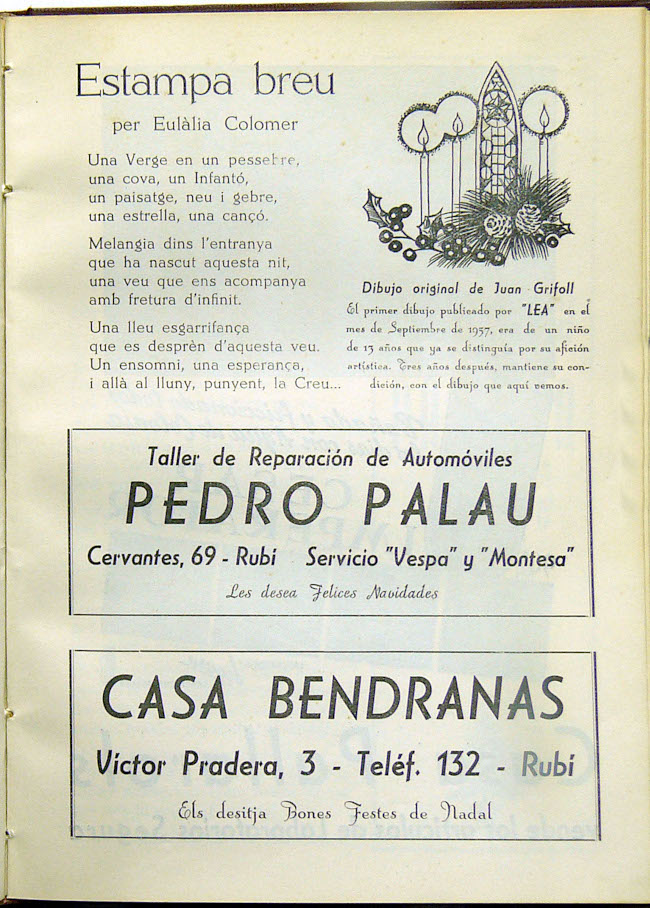 Estampa breu
per Eulàlia Colomer
Una Verge en un pessebre,
una cova, un Infantó,
un paisatge, neu i gebre,
una estrella, una cançó.
Melangia dins l'entranya
que ha nascut aquesta nit,
una veu que ens acompanya
amb fretura d'infinit.
Una lleu esgarrifança
que es desprèn d'aquesta veu.
Un ensomni, una esperança,
i allà al lluny, punyent, la Creu...
Dibujo original de Juan Grifoll
El primer dibujo publicado por "LEA" en el
mes de Septiembre de 1957, era de un niño
de 13 años que ya se distinguía por su afición
artística. Tres años después, mantiene su con-
dición, con el dibujo que aquí vemos.
Taller de Reparación de Automóviles
PEDRO PALAU
Cervantes, 69 - Rubí Servicio "Vespa" y "Montesa"
Les desea Felices Navidades
CASA BENDRANAS
Víctor Pradera, 3 - Teléf. 132 - Rubí
Els desitja Bones Festes de Nadal